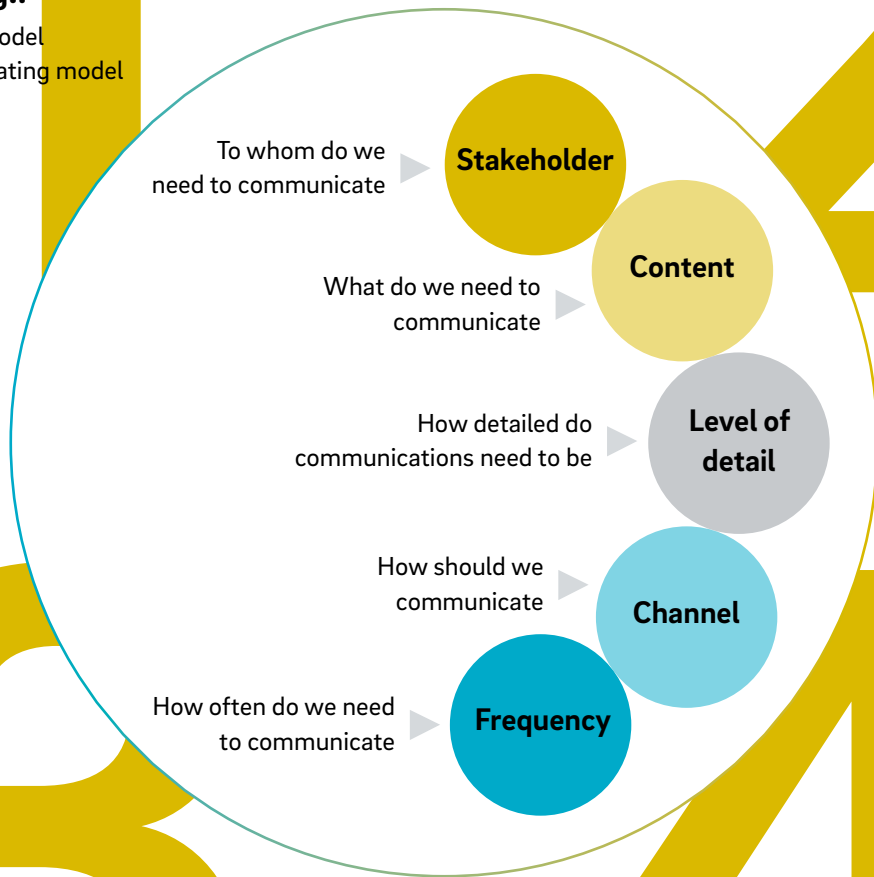 odel
ating model
To whom do we
need to communicate
Stakeholder
What do we need to
communicate
Content
How detailed do
communications need to be
Level of
detail
How should we
communicate
Channel
How often do we need
to communicate
Frequency